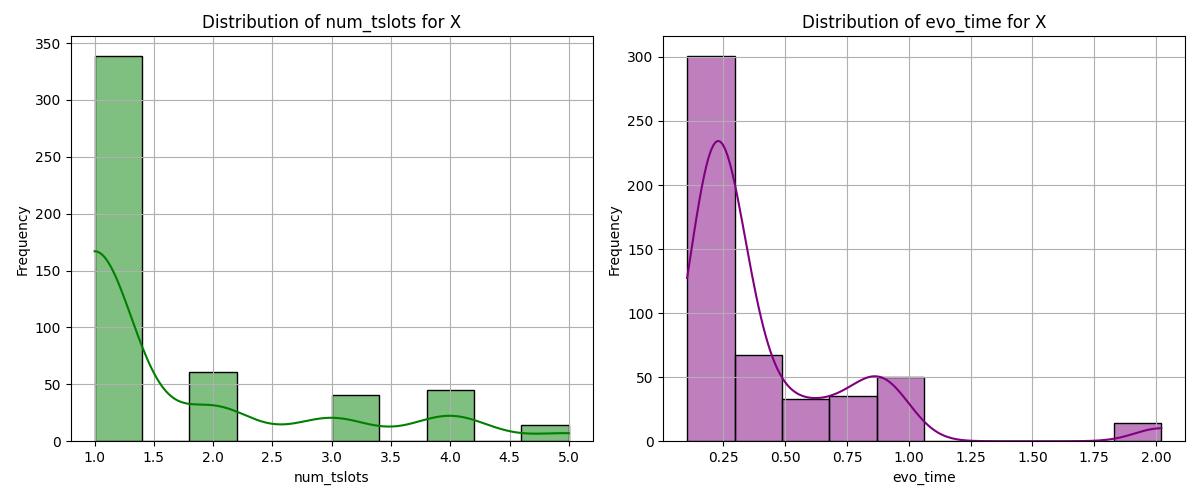 Distribution of num_tslots for X
Frequency
350
300
250
200
150
100
50
0
1.0 1.5 2.0 2.5 3.0 3.5 4.0 4.5 5.0
num_tslots
Distribution of evo_time for X
Frequency
300
250
200
150
100
50
0
0.25 0.50 0.75 1.00 1.25 1.50 1.75 2.00
evo_time